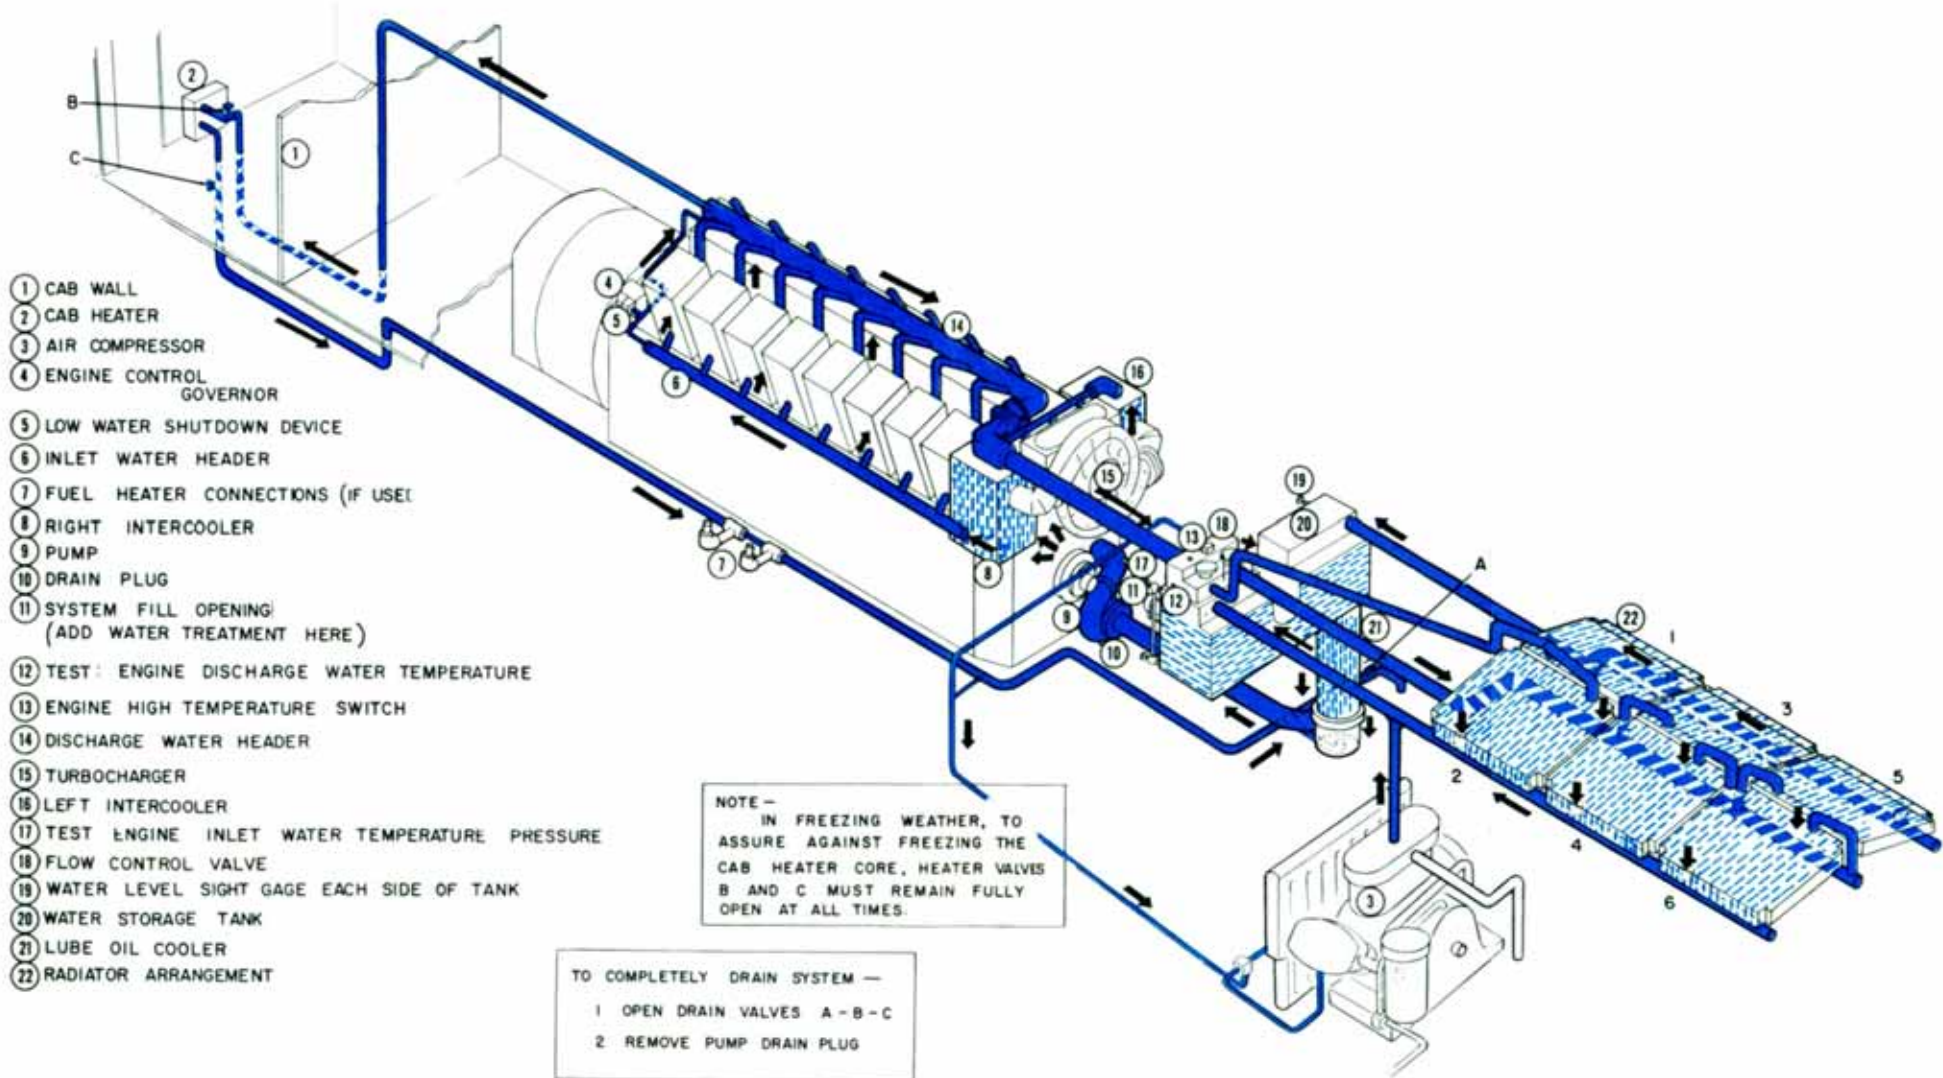 B
C
2
1
1 CAB WALL
2 CAB HEATER
3 AIR COMPRESSOR
4 ENGINE CONTROL
GOVERNOR
5 LOW WATER SHUTDOWN DEVICE
6 INLET WATER HEADER
7 FUEL HEATER CONNECTIONS (IF USED
8 RIGHT INTERCOOLER
9 PUMP
10 DRAIN PLUG
11 SYSTEM FILL OPENING
(ADD WATER TREATMENT HERE)
12 TEST: ENGINE DISCHARGE WATER TEMPERATURE
13 ENGINE HIGH TEMPERATURE SWITCH
14 DISCHARGE WATER HEADER
15 TURBOCHARGER
16 LEFT INTERCOOLER
17 TEST ENGINE INLET WATER TEMPERATURE PRESSURE
18 FLOW CONTROL VALVE
19 WATER LEVEL SIGHT GAGE EACH SIDE OF TANK
20 WATER STORAGE TANK
21 LUBE OIL COOLER
22 RADIATOR ARRANGEMENT
4
5
6
14
16
15
7
8
9
10
11
17
12
13
18
19
20
21
A
22
1
3
5
2
4
6
3
NOTE –
IN FREEZING WEATHER, TO
ASSURE AGAINST FREEZING THE
CAB HEATER CORE, HEATER VALVES
B AND C MUST REMAIN FULLY
OPEN AT ALL TIMES.
TO COMPLETELY DRAIN SYSTEM —
1 OPEN DRAIN VALVES A - B - C
2 REMOVE PUMP DRAIN PLUG